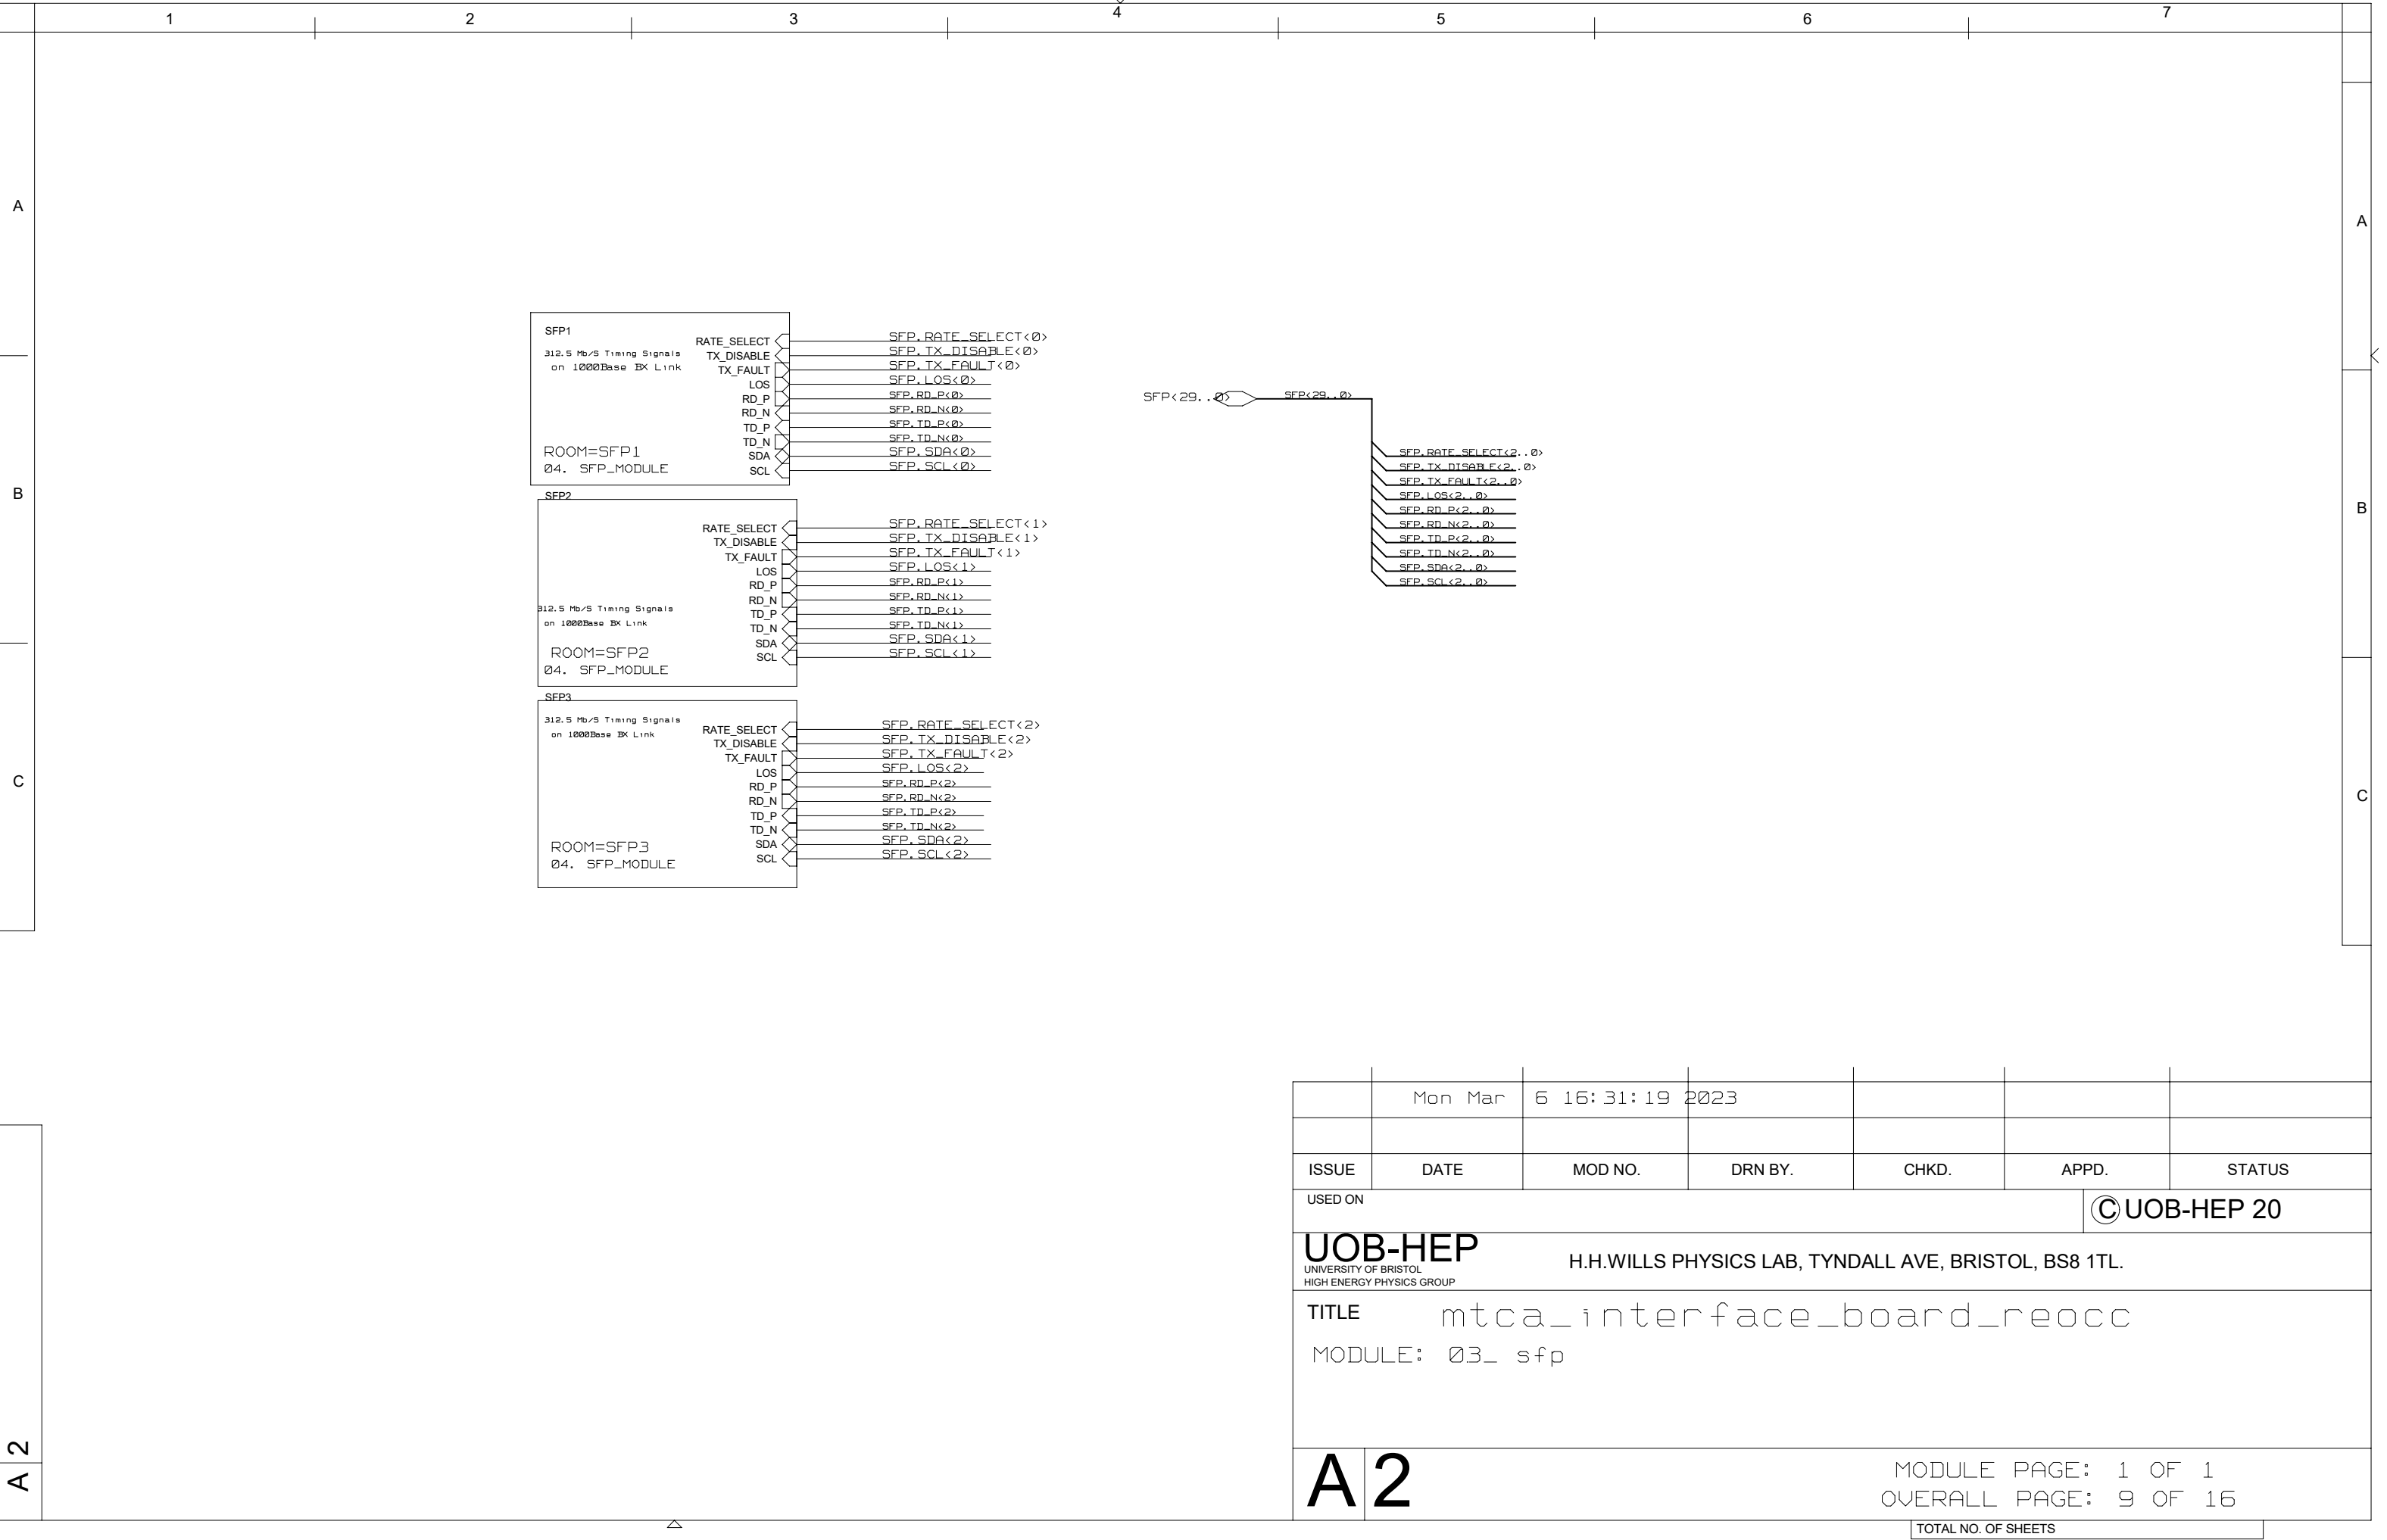 1 2 3 4 5 6 7
A
B
C
A
B
C
SFP1
312.5 Mb/S Timing Signals
on 1000Base BX Link
RATE_SELECT SFP.RATE_SELECT<0>
TX_DISABLE SFP.TX_DISABLE<0>
TX_FAULT SFP.TX_FAULT<0>
LOS SFP.LOS<0>
RD_P SFP.RD_P<0>
RD_N SFP.RD_N<0>
TD_P SFP.TD_P<0>
TD_N SFP.TD_N<0>
SDA SFP.SDA<0>
SCL SFP.SCL<0>
ROOM=SFP1
04. SFP_MODULE
SFP2
RATE_SELECT SFP.RATE_SELECT<1>
TX_DISABLE SFP.TX_DISABLE<1>
TX_FAULT SFP.TX_FAULT<1>
LOS SFP.LOS<1>
RD_P SFP.RD_P<1>
RD_N SFP.RD_N<1>
TD_P SFP.TD_P<1>
TD_N SFP.TD_N<1>
SDA SFP.SDA<1>
SCL SFP.SCL<1>
312.5 Mb/S Timing Signals
on 1000Base BX Link
ROOM=SFP2
04. SFP_MODULE
SFP3
312.5 Mb/S Timing Signals
on 1000Base BX Link
RATE_SELECT SFP.RATE_SELECT<2>
TX_DISABLE SFP.TX_DISABLE<2>
TX_FAULT SFP.TX_FAULT<2>
LOS SFP.LOS<2>
RD_P SFP.RD_P<2>
RD_N SFP.RD_N<2>
TD_P SFP.TD_P<2>
TD_N SFP.TD_N<2>
SDA SFP.SDA<2>
SCL SFP.SCL<2>
ROOM=SFP3
04. SFP_MODULE
SFP<29..0> SFP<29..0>
SFP.RATE_SELECT<2..0>
SFP.TX_DISABLE<2..0>
SFP.TX_FAULT<2..0>
SFP.LOS<2..0>
SFP.RD_P<2..0>
SFP.RD_N<2..0>
SFP.TD_P<2..0>
SFP.TD_N<2..0>
SFP.SDA<2..0>
SFP.SCL<2..0>
Mon Mar 6 16:31:19 2023
ISSUE DATE MOD NO. DRN BY. CHKD. APPD. STATUS
USED ON
© UOB-HEP 20
UOB-HEP
UNIVERSITY OF BRISTOL
HIGH ENERGY PHYSICS GROUP
H.H.WILLS PHYSICS LAB, TYNDALL AVE, BRISTOL, BS8 1TL.
TITLE mtca_interface_board_reocc
MODULE: 03_ sfp
A 2
MODULE PAGE: 1 OF 1
OVERALL PAGE: 9 OF 16
TOTAL NO. OF SHEETS
A 2